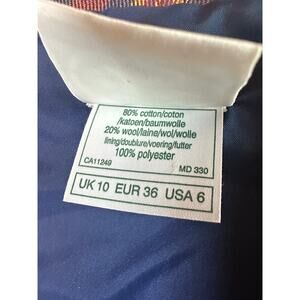 80% cotton/coton
/katoen/baumwolle
20% wool/laine/wol/wolle
lining/doublure/voering/futter
100% polyester
CA11249 MD 330
UK 10 EUR 36 USA 6